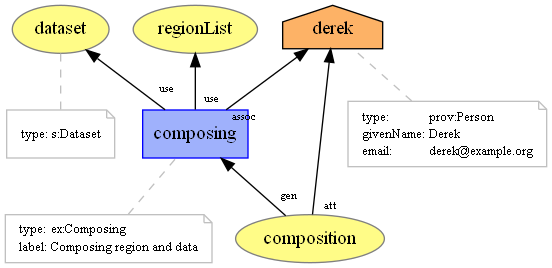 dataset
regionList
derek
use
use
assoc
type: s:Dataset
composing
type: prov:Person
givenName: Derek
email: derek@example.org
gen
att
type: ex:Composing
label: Composing region and data
composition